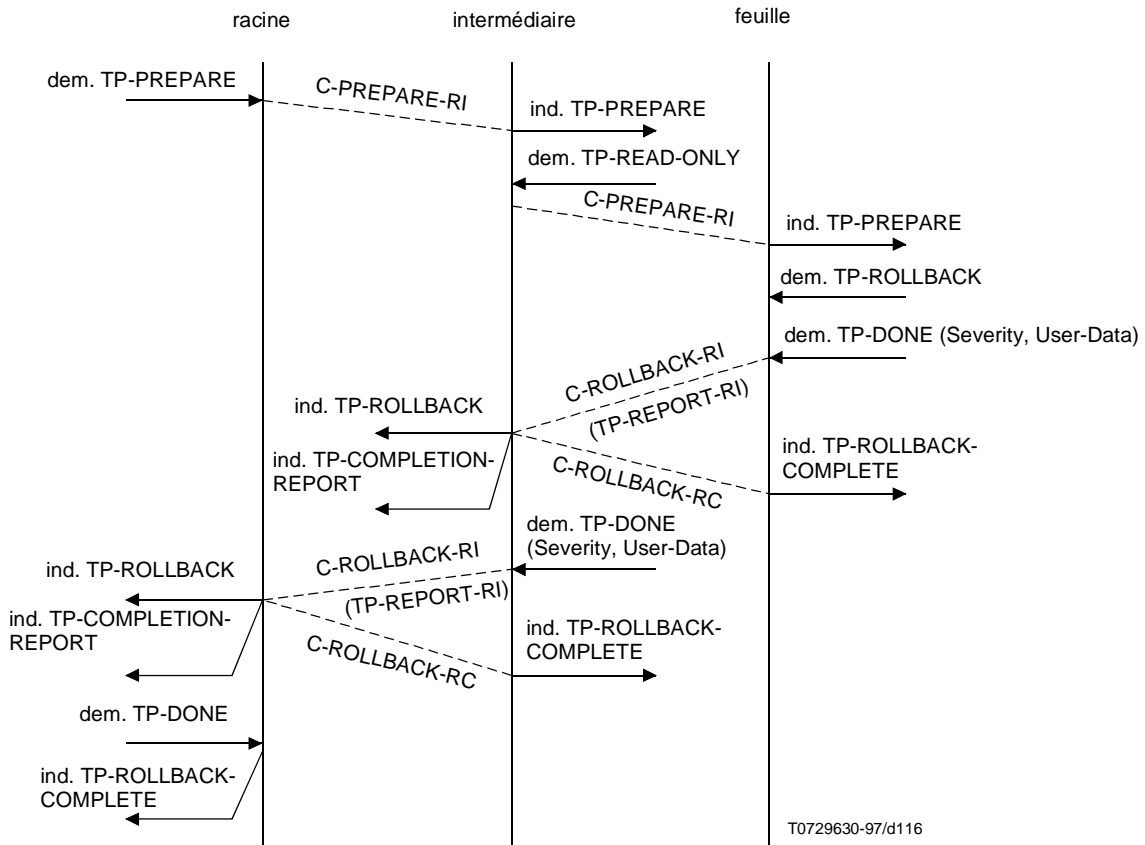 racine
intermédiaire
feuille
dem. TP-PREPARE
C-PREPARE-RI
ind. TP-PREPARE
dem. TP-READ-ONLY
C-PREPARE-RI
ind. TP-PREPARE
dem. TP-ROLLBACK
dem. TP-DONE (Severity, User-Data)
C-ROLLBACK-RI
(TP-REPORT-RI)
ind. TP-ROLLBACK
ind. TP-COMPLETION-
REPORT
C-ROLLBACK-RC
ind. TP-ROLLBACK-
COMPLETE
dem. TP-DONE
(Severity, User-Data)
C-ROLLBACK-RI
(TP-REPORT-RI)
ind. TP-ROLLBACK
ind. TP-COMPLETION-
REPORT
C-ROLLBACK-RC
ind. TP-ROLLBACK-
COMPLETE
dem. TP-DONE
ind. TP-ROLLBACK-
COMPLETE
T0729630-97/d116